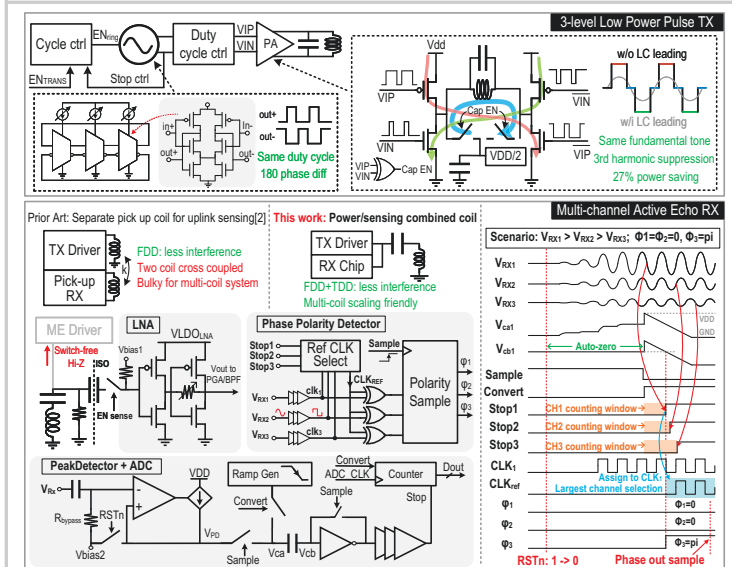 3-level Low Power Pulse TX
Cycle ctrl
ENring
Duty
cycle ctrl
VIP
VIN
PA
ENTRANS
Stop ctrl
out+
out-
in+
In-
out+
out-
Same duty cycle
180 phase diff
Vdd
VIP
VIN
Cap EN
VIN
VIP
VIP
VIN
Cap EN
VDD/2
w/o LC leading
w/i LC leading
Same fundamental tone
3rd harmonic suppression
27% power saving
Prior Art: Separate pick up coil for uplink sensing[2]
TX Driver
Pick-up
RX
k
FDD: less interference
Two coil cross coupled
Bulky for multi-coil system
This work: Power/sensing combined coil
TX Driver
RX Chip
FDD+TDD: less interference
Multi-coil scaling friendly
ME Driver
Switch-free
Hi-Z
ISO
EN sense
LNA
Vbias1
VLDOLNA
Vout to
PGA/BPF
Phase Polarity Detector
Stop1
Stop2
Stop3
Ref CLK
Select
Sample
CLKREF
VRX1
clk1
VRX2
VRX3
clk3
Polarity
Sample
φ1
φ2
φ3
PeakDetector + ADC
VRx
Rbypass
RSTn
Vbias2
-
+
VDD
VPD
Sample
Ramp Gen
Convert
Vca
Vcb
Sample
Convert
ADC_CLK
Counter
Dout
Stop
Multi-channel Active Echo RX
Scenario: VRX1 > VRX2 > VRX3; Φ1=Φ2=0, Φ3=pi
VRX1
VRX2
VRX3
Vca1
VDD
GND
Vcb1
Auto-zero
Sample
Convert
Stop1
CH1 counting window
Stop2
CH2 counting window
Stop3
CH3 counting window
CLK1
CLKref
Assign to CLK1
Largest channel selection
φ1
Φ1=0
φ2
Φ2=0
φ3
Φ3=pi
RSTn: 1 -> 0
Phase out sample